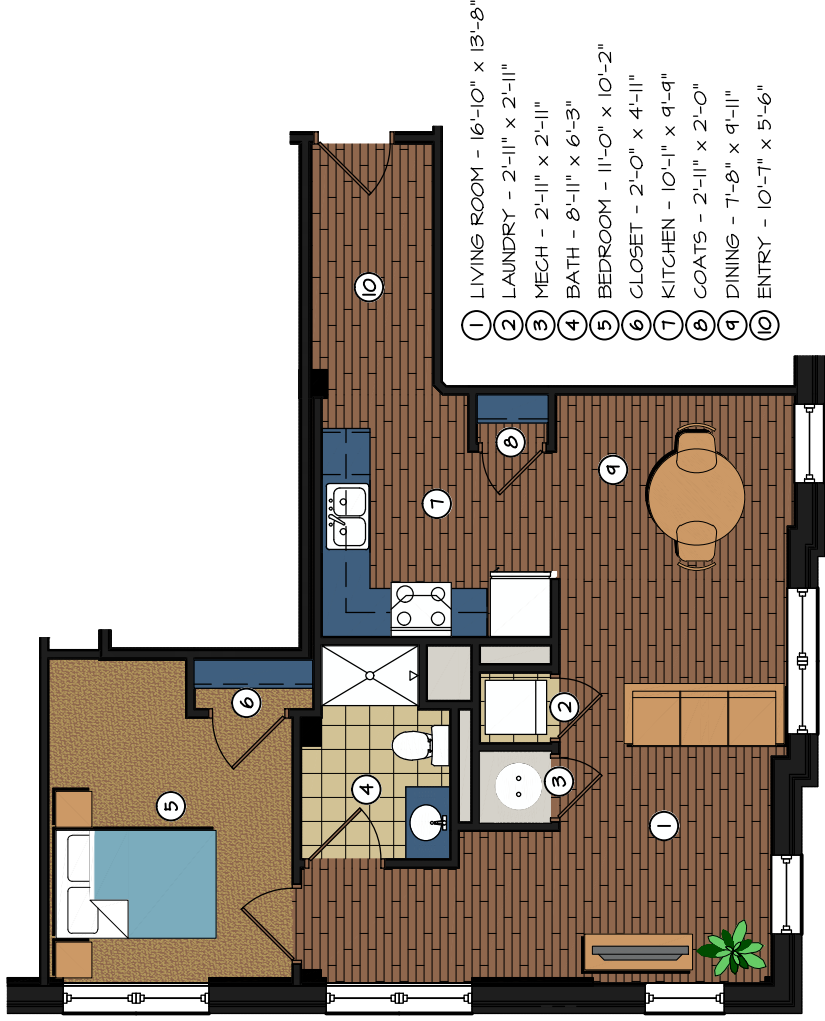 1 LIVING ROOM - 16'-10" x 13'-8"
2 LAUNDRY - 2'-11" x 2'-11"
3 MECH - 2'-11" x 2'-11"
4 BATH - 8'-11" x 6'-3"
5 BEDROOM - 11'-0" x 10'-2"
6 CLOSET - 2'-0" x 4'-11"
7 KITCHEN - 10'-1" x 9'-9"
8 COATS - 2'-11" x 2'-0"
9 DINING - 7'-8" x 9'-11"
10 ENTRY - 10'-7" x 5'-6"
10
8
9
7
6
2
3
5
4
1